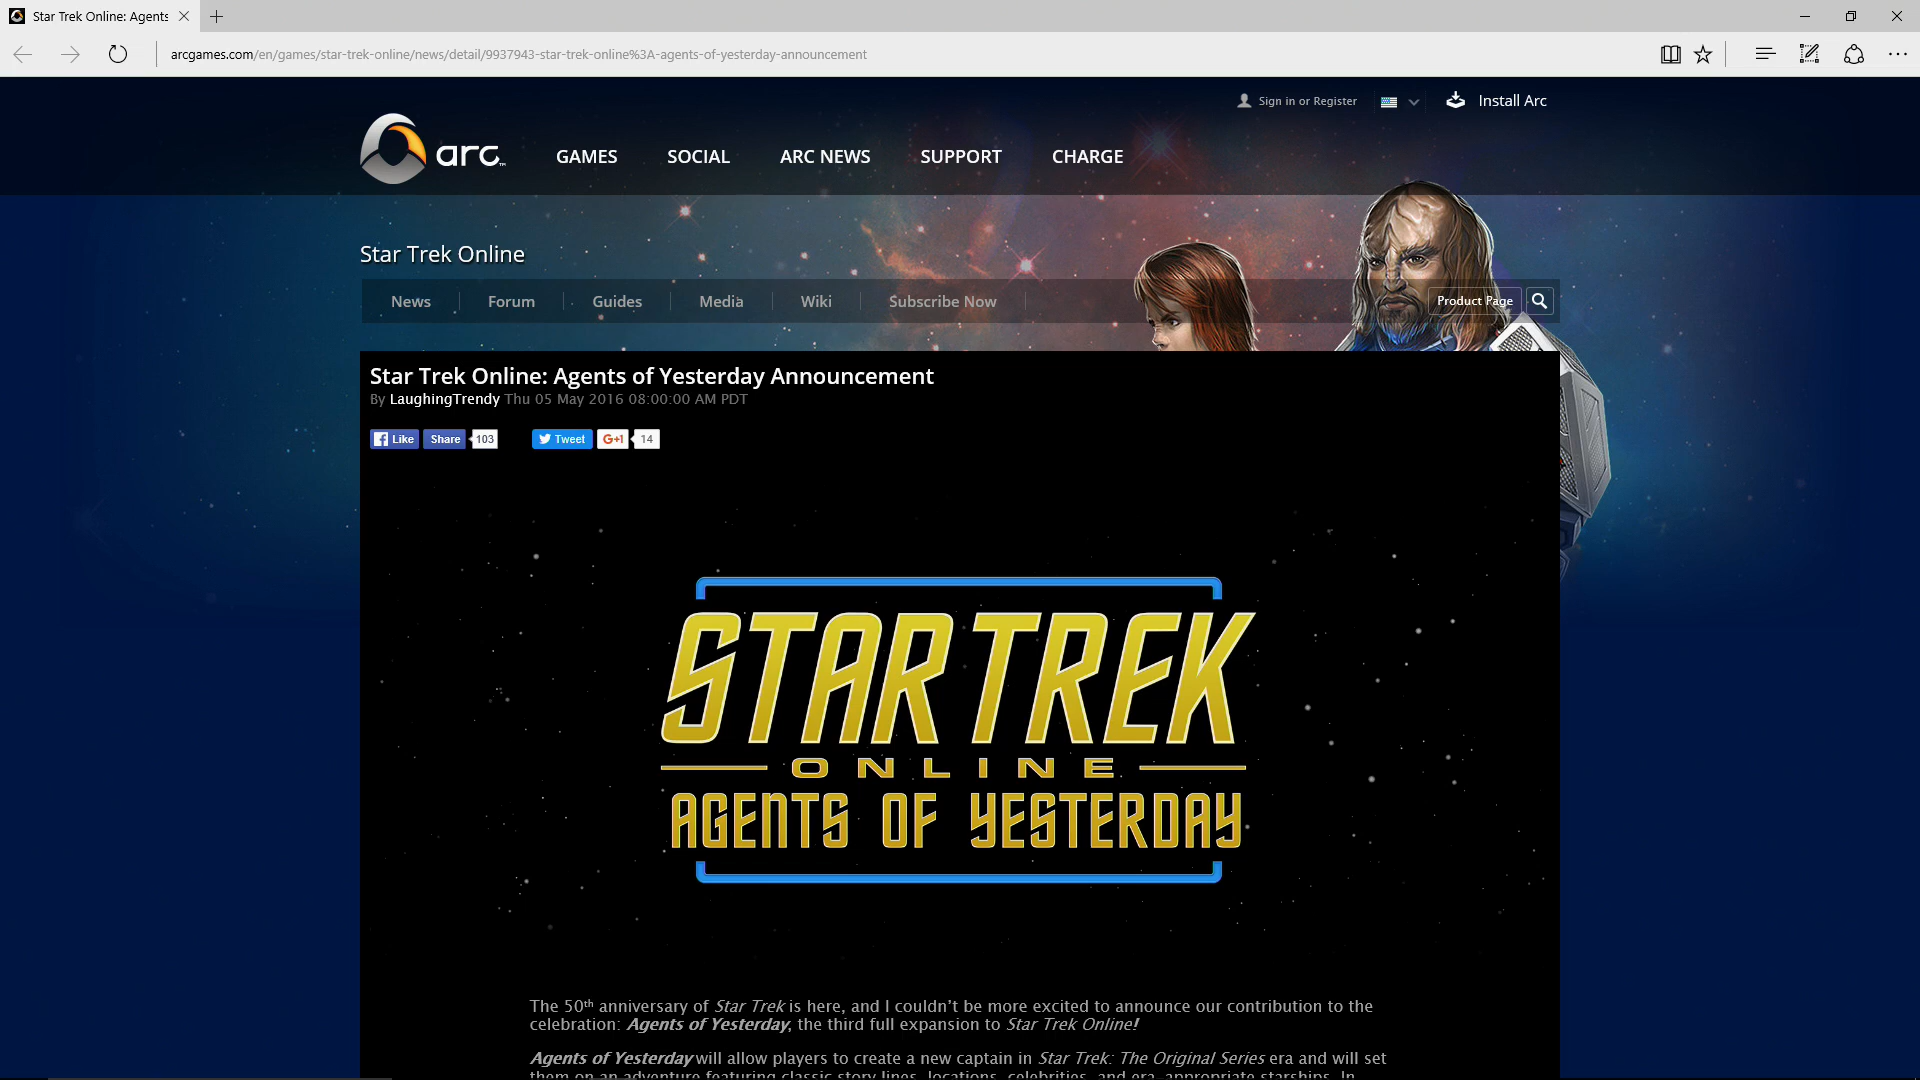 Star Trek Online: Agents
arcgames.com/en/games/star-trek-online/news/detail/9937943-star-trek-online%3A-agents-of-yesterday-announcement
Sign in or Register
Install Arc
arc™
GAMES SOCIAL ARC NEWS SUPPORT CHARGE
Star Trek Online
News Forum Guides Media Wiki Subscribe Now Product Page
Star Trek Online: Agents of Yesterday Announcement
By LaughingTrendy Thu 05 May 2016 08:00:00 AM PDT
Like Share 103 Tweet G+1 14
STAR TREK
ONLINE
AGENTS OF YESTERDAY
The 50th anniversary of Star Trek is here, and I couldn’t be more excited to announce our contribution to the
celebration: Agents of Yesterday, the third full expansion to Star Trek Online!
Agents of Yesterday will allow players to create a new captain in Star Trek: The Original Series era and will set
them on an adventure featuring classic story lines, locations, celebrities, and era-appropriate starships. In